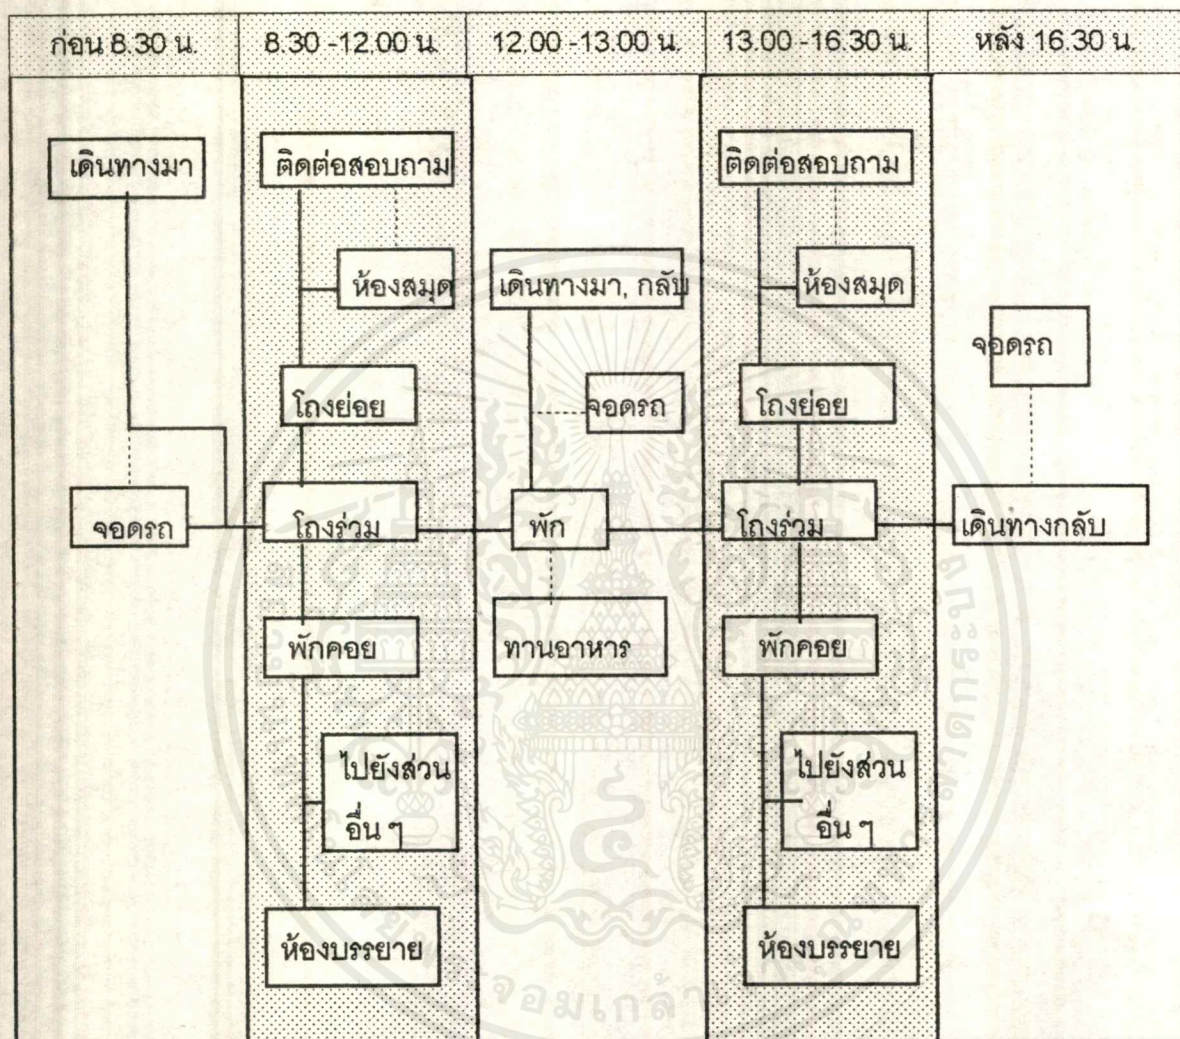 ก่อน 8.30 น.
8.30 -12.00 น.
12.00 -13.00 น.
13.00 -16.30 น.
หลัง 16.30 น.
เดินทางมา
จอดรถ
ติดต่อสอบถาม
ห้องสมุด
โถงย่อย
โถงร่วม
พักคอย
ไปยังส่วน
อื่น ๆ
ห้องบรรยาย
เดินทางมา, กลับ
จอดรถ
พัก
ทานอาหาร
ติดต่อสอบถาม
ห้องสมุด
โถงย่อย
โถงร่วม
พักคอย
ไปยังส่วน
อื่น ๆ
ห้องบรรยาย
จอดรถ
เดินทางกลับ